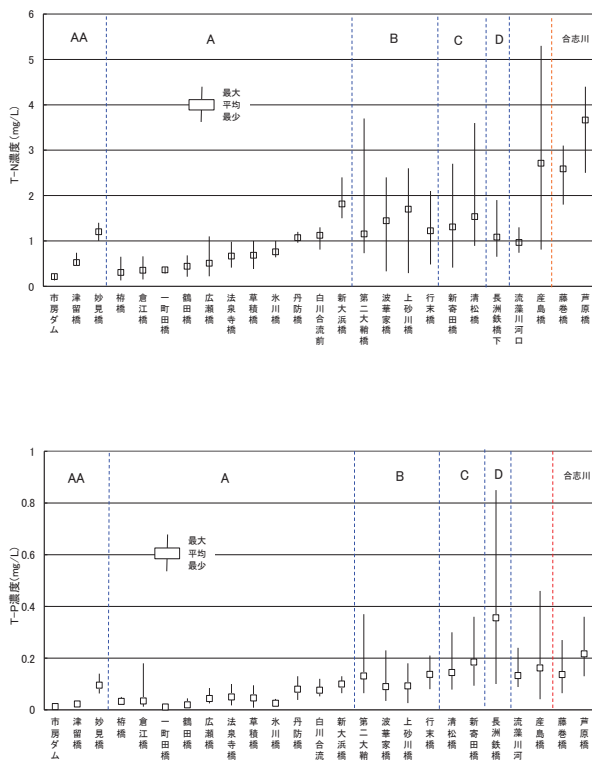 6
5
4
3
2
1
0
T-N濃度(mg/L)
AA
A
B
C
D
合志川
最大
平均
最少
市房ダム
津留橋
妙見橋
栫橋
倉江橋
一町田橋
鶴田橋
広瀬橋
法泉寺橋
草積橋
氷川橋
丹防橋
白川合流前
新大浜橋
第二大鞘橋
波華家橋
上砂川橋
行末橋
新寄田橋
清松橋
長洲鉄橋下
流藻川河口
産島橋
藤巻橋
芦原橋
1
0.8
0.6
0.4
0.2
0
T-P濃度(mg/L)
AA
A
B
C
D
合志川
最大
平均
最少
市房ダム
津留橋
妙見橋
栫橋
倉江橋
一町田橋
鶴田橋
広瀬橋
法泉寺橋
草積橋
氷川橋
丹防橋
白川合流
新大浜橋
第二大鞘
波華家橋
上砂川橋
行末橋
清松橋
新寄田橋
長洲鉄橋
流藻川河
産島橋
藤巻橋
芦原橋